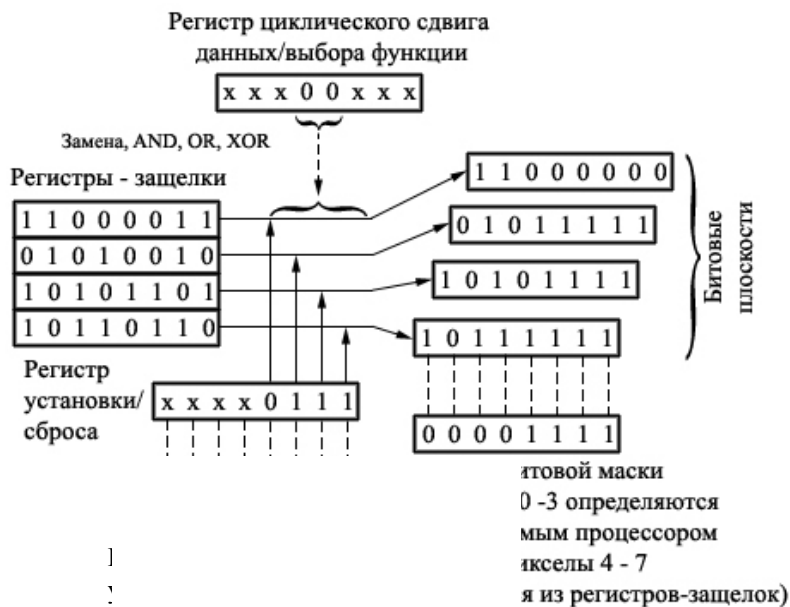 Регистр циклического сдвига
данных/выбора функции
x x x 0 0 x x x
Замена, AND, OR, XOR
Регистры - защелки
1 1 0 0 0 0 1 1
0 1 0 1 0 0 1 0
1 0 1 0 1 1 0 1
1 0 1 1 0 1 1 0
1 1 0 0 0 0 0 0
0 1 0 1 1 1 1 1
1 0 1 0 1 1 1 1
1 0 1 1 1 1 1 1
Битовые
плоскости
Регистр
установки/
сброса
x x x x 0 1 1 1
0 0 0 0 1 1 1 1
итовой маски
0 -3 определяются
мым процессором
икселы 4 - 7
я из регистров-защелок)